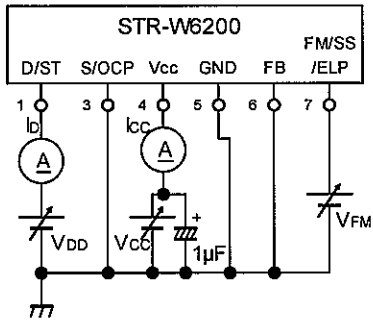 STR-W6200
FM/SS
D/ST S/OCP Vcc GND FB /ELP
1 3 4 5 6 7
ID ICC
A A
VDD VCC + 1µF VFM